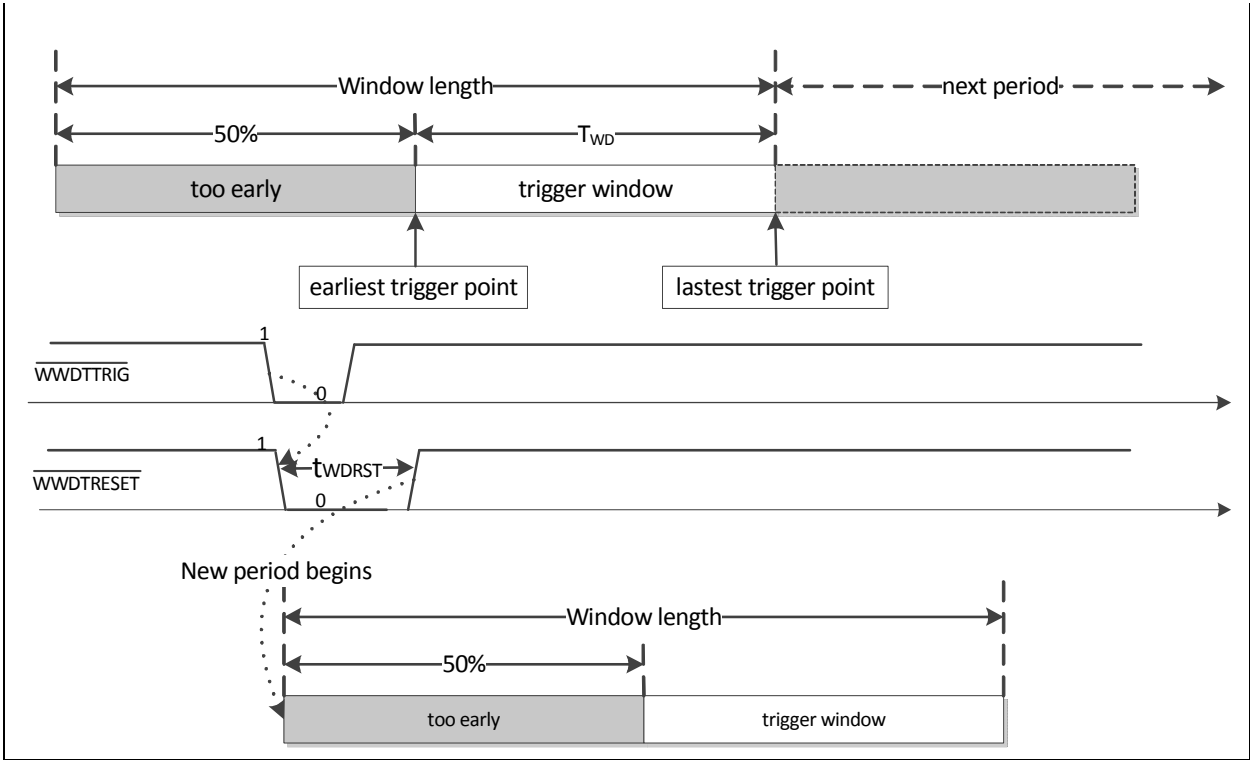 Window length
next period
50%
TWD
too early
trigger window
earliest trigger point
lastest trigger point
1
WWDTTRIG
0
1
tWDRST
WWDTRESET
0
New period begins
Window length
50%
too early
trigger window